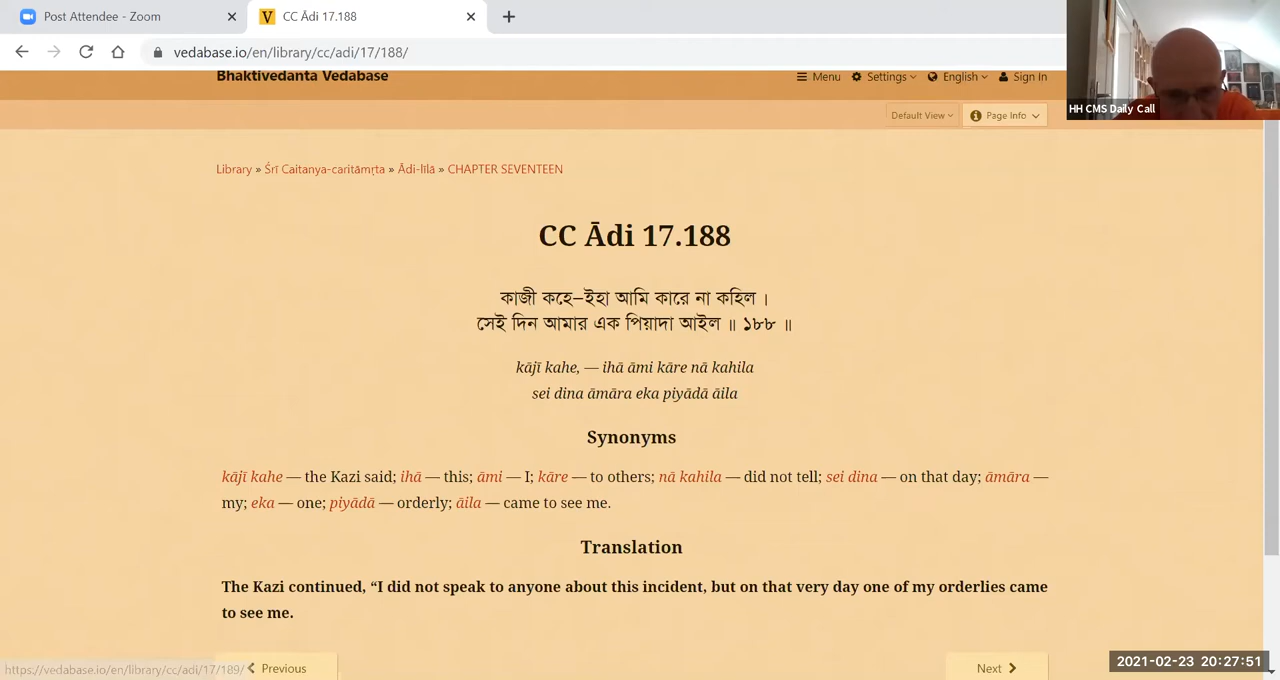 Post Attendee - Zoom
CC Ādi 17.188
vedabase.io/en/library/cc/adi/17/188/
HH CMS Daily Call
Bhaktivedanta Vedabase
Menu Settings English Sign In
Default View Page Info
Library » Śrī Caitanya-caritāmṛta » Ādi-līlā » CHAPTER SEVENTEEN
CC Ādi 17.188
কাজী কহে–ইহা আমি কারে না কহিল ।
সেই দিন আমার এক পিয়াদা আইল ॥ ১৮৮ ॥
kājī kahe, — ihā āmi kāre nā kahila
sei dina āmāra eka piyādā āila
Synonyms
kājī kahe — the Kazi said; ihā — this; āmi — I; kāre — to others; nā kahila — did not tell; sei dina — on that day; āmāra —
my; eka — one; piyādā — orderly; āila — came to see me.
Translation
The Kazi continued, “I did not speak to anyone about this incident, but on that very day one of my orderlies came
to see me.
https://vedabase.io/en/library/cc/adi/17/189/
Previous
Next
2021-02-23 20:27:51